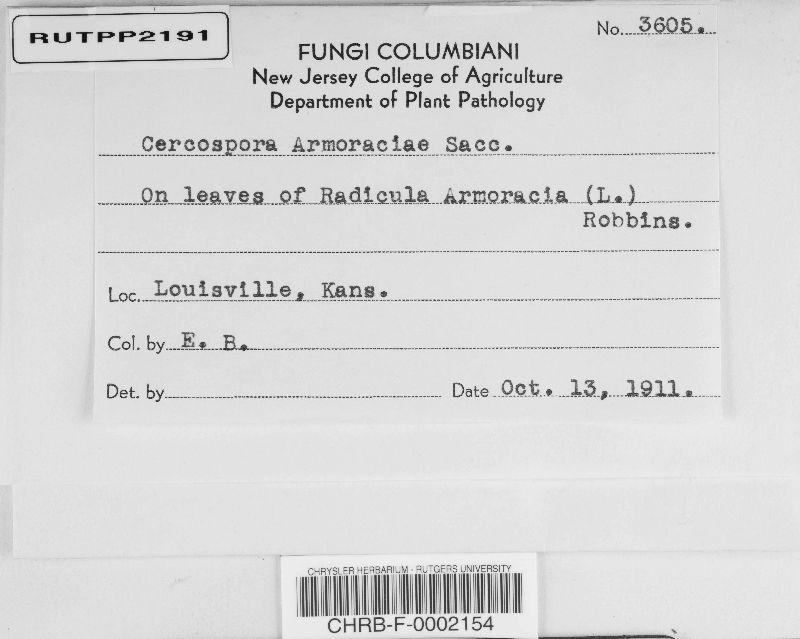 RUTPP2191
No. 3605.
FUNGI COLUMBIANI
New Jersey College of Agriculture
Department of Plant Pathology
Cercospora Armoraciae Sacc.
On leaves of Radicula Armoracia (L.)
Robbins.
Loc. Louisville, Kans.
Col. by E. B.
Det. by Date Oct. 13, 1911.
CHRYSLER HERBARIUM - RUTGERS UNIVERSITY
CHRB-F-0002154